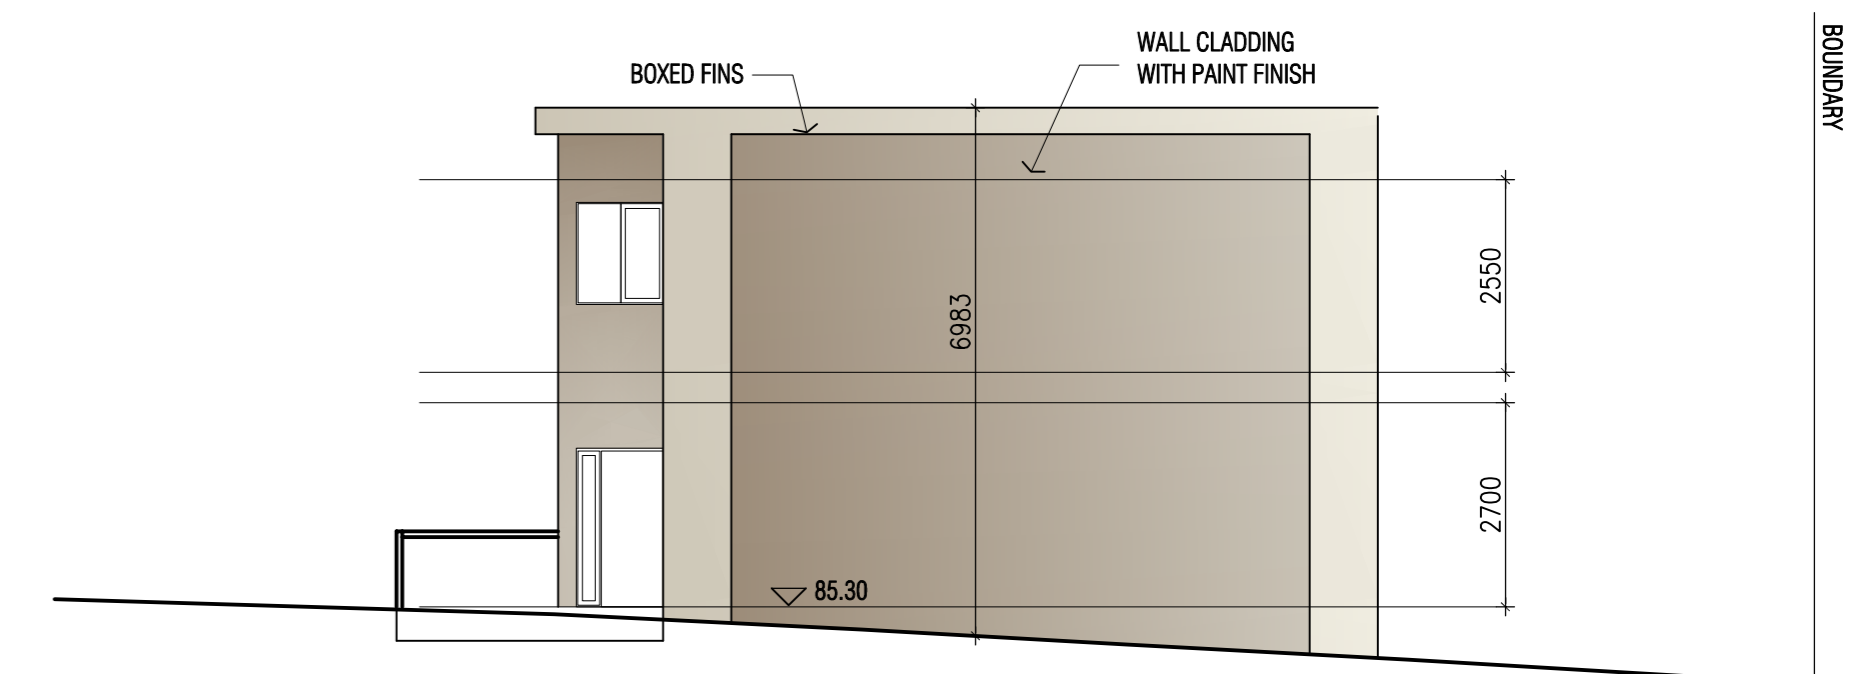 WALL CLADDING
WITH PAINT FINISH
BOXED FINS
BOUNDARY
2550
6983
2700
85.30